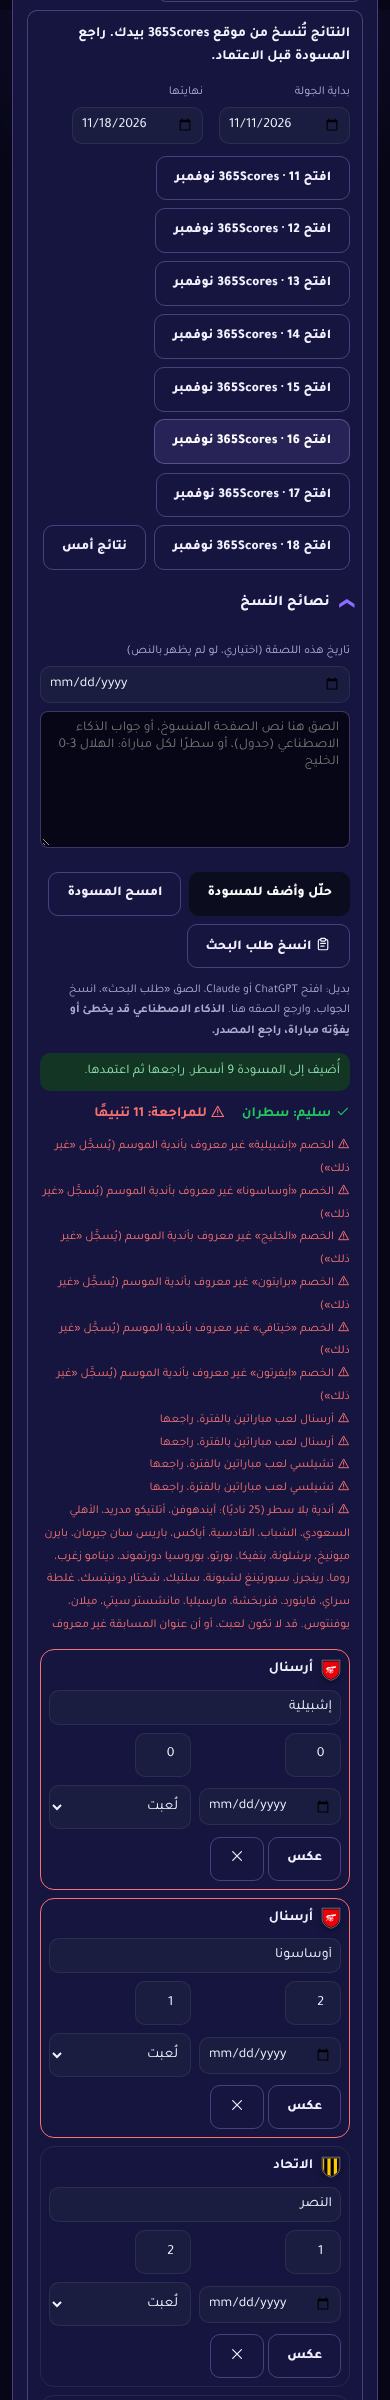 النتائج تُنسخ من موقع 365Scores بيدك. راجع
المسودة قبل الاعتماد.
بداية الجولة
نهايتها
11/11/2026
11/18/2026
افتح 365Scores · 11 نوفمبر
افتح 365Scores · 12 نوفمبر
افتح 365Scores · 13 نوفمبر
افتح 365Scores · 14 نوفمبر
افتح 365Scores · 15 نوفمبر
افتح 365Scores · 16 نوفمبر
افتح 365Scores · 17 نوفمبر
افتح 365Scores · 18 نوفمبر
نتائج أمس
نصائح النسخ
تاريخ هذه اللصقة (اختياري، لو لم يظهر بالنص)
mm/dd/yyyy
الصق هنا نص الصفحة المنسوخ، أو جواب الذكاء
الاصطناعي (جدول)، أو سطرًا لكل مباراة: الهلال 3-0
الخليج
حلّل وأضف للمسودة
امسح المسودة
انسخ طلب البحث
بديل: افتح ChatGPT أو Claude، الصق «طلب البحث»، انسخ
الجواب، وارجع الصقه هنا. الذكاء الاصطناعي قد يخطئ أو
يفوّته مباراة، راجع المصدر.
أُضيف إلى المسودة 9 أسطر. راجعها ثم اعتمدها.
✓ سليم: سطران
⚠ للمراجعة: 11 تنبيهًا
⚠ الخصم «إشبيلية» غير معروف بأندية الموسم (يُسجَّل «غير
ذلك»)
⚠ الخصم «أوساسونا» غير معروف بأندية الموسم (يُسجَّل «غير
ذلك»)
⚠ الخصم «الخليج» غير معروف بأندية الموسم (يُسجَّل «غير
ذلك»)
⚠ الخصم «برايتون» غير معروف بأندية الموسم (يُسجَّل «غير
ذلك»)
⚠ الخصم «خيتافي» غير معروف بأندية الموسم (يُسجَّل «غير
ذلك»)
⚠ الخصم «إيفرتون» غير معروف بأندية الموسم (يُسجَّل «غير
ذلك»)
⚠ أرسنال لعب مباراتين بالفترة، راجعها
⚠ أرسنال لعب مباراتين بالفترة، راجعها
⚠ تشيلسي لعب مباراتين بالفترة، راجعها
⚠ تشيلسي لعب مباراتين بالفترة، راجعها
⚠ أندية بلا سطر (25 ناديًا): آيندهوفن، أتلتيكو مدريد، الأهلي
السعودي، الشباب، القادسية، أياكس، باريس سان جيرمان، بايرن
ميونيخ، برشلونة، بنفيكا، بورتو، بوروسيا دورتموند، دينامو زغرب،
روما، رينجرز، سبورتينغ لشبونة، سلتيك، شختار دونيتسك، غلطة
سراي، فاينورد، فنربخشة، مارسيليا، مانشستر سيتي، ميلان،
يوفنتوس. قد لا تكون لعبت، أو أن عنوان المسابقة غير معروف
أرسنال
إشبيلية
0
0
mm/dd/yyyy
لُعبت
عكس
أرسنال
أوساسونا
2
1
mm/dd/yyyy
لُعبت
عكس
الاتحاد
النصر
1
2
mm/dd/yyyy
لُعبت
عكس